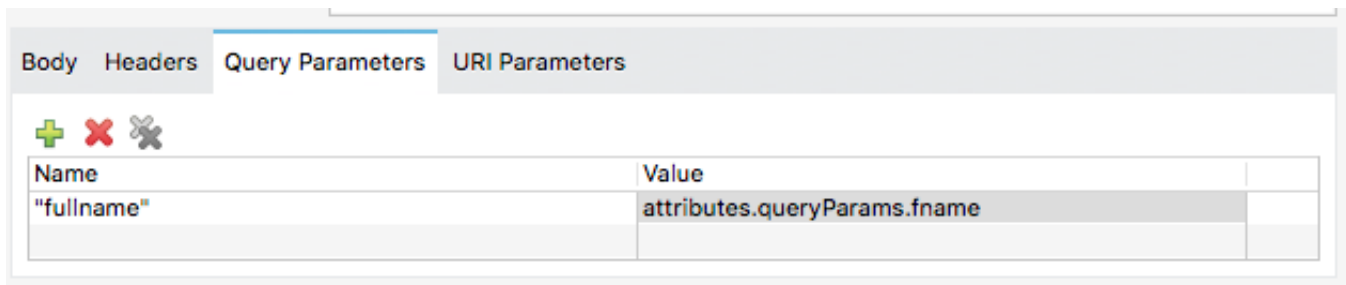 Body Headers Query Parameters URI Parameters
Name Value
"fullname" attributes.queryParams.fname